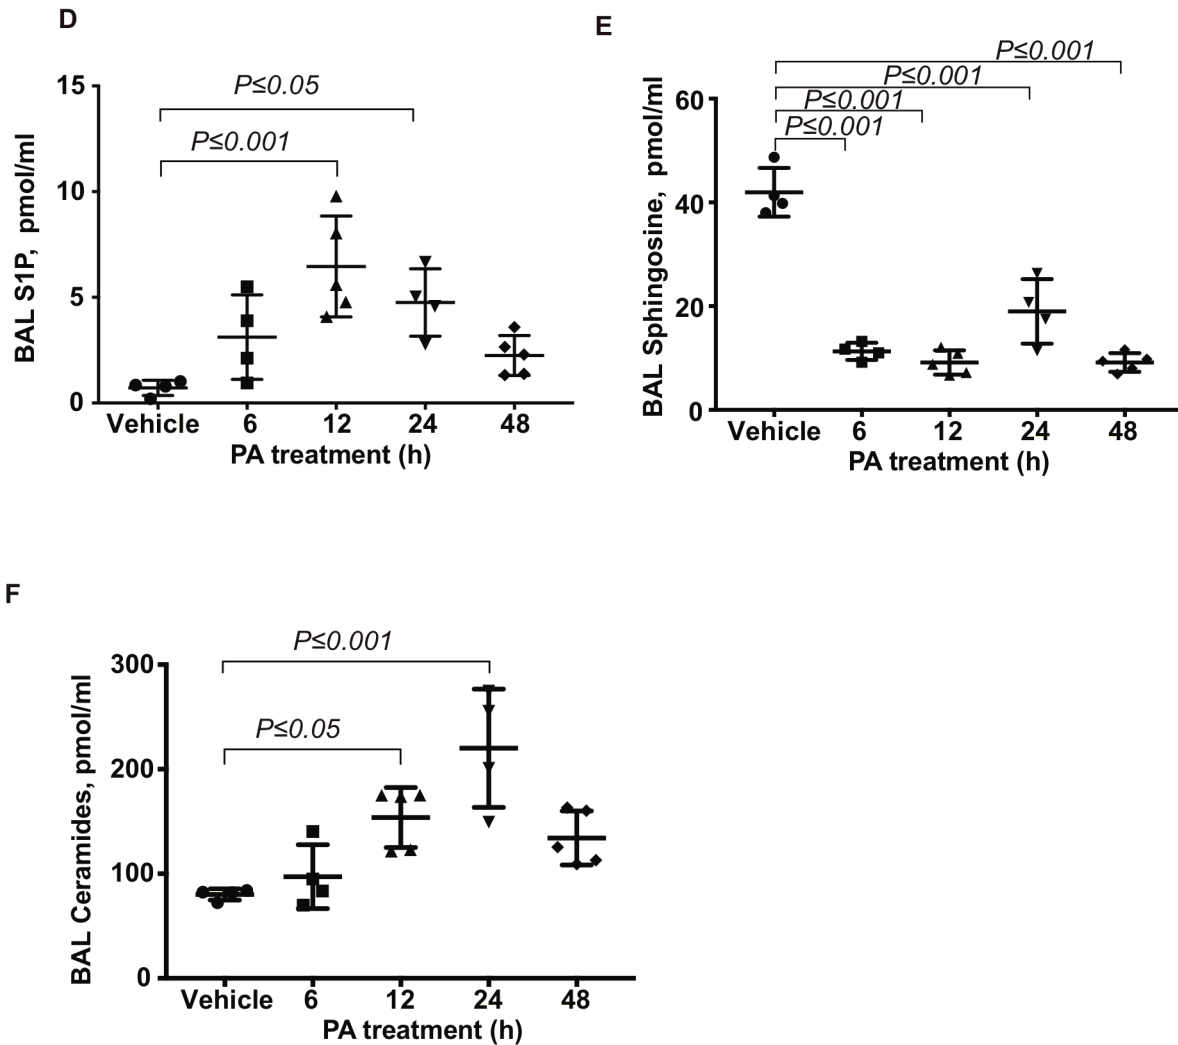 D
P≤0.05
P≤0.001
15
10
5
0
BAL S1P, pmol/ml
Vehicle 6 12 24 48
PA treatment (h)
E
P≤0.001
P≤0.001
P≤0.001
P≤0.001
60
40
20
0
BAL Sphingosine, pmol/ml
Vehicle 6 12 24 48
PA treatment (h)
F
P≤0.001
P≤0.05
300
200
100
0
BAL Ceramides, pmol/ml
Vehicle 6 12 24 48
PA treatment (h)